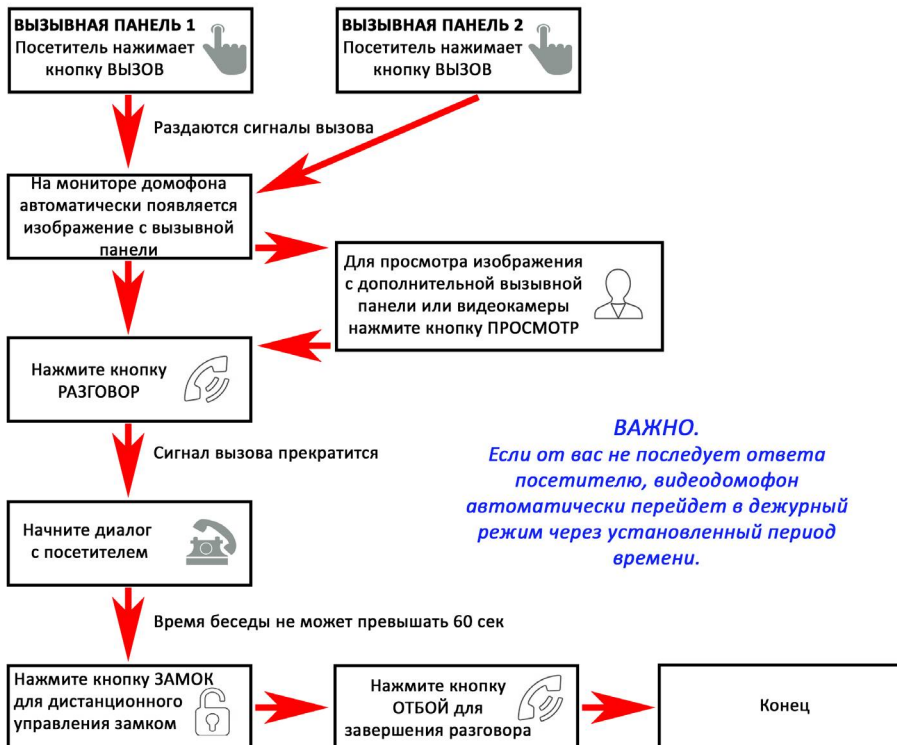 ВЫЗЫВНАЯ ПАНЕЛЬ 1
Посетитель нажимает
кнопку ВЫЗОВ
ВЫЗЫВНАЯ ПАНЕЛЬ 2
Посетитель нажимает
кнопку ВЫЗОВ
Раздаются сигналы вызова
На мониторе домофона
автоматически появляется
изображение с вызывной
панели
Для просмотра изображения
с дополнительной вызывной
панели или видеокамеры
нажмите кнопку ПРОСМОТР
Нажмите кнопку
РАЗГОВОР
Сигнал вызова прекратится
ВАЖНО.
Если от вас не последует ответа
посетителю, видеодомофон
автоматически перейдет в дежурный
режим через установленный период
времени.
Начните диалог
с посетителем
Время беседы не может превышать 60 сек
Нажмите кнопку ЗАМОК
для дистанционного
управления замком
Нажмите кнопку
ОТБОЙ для
завершения разговора
Конец